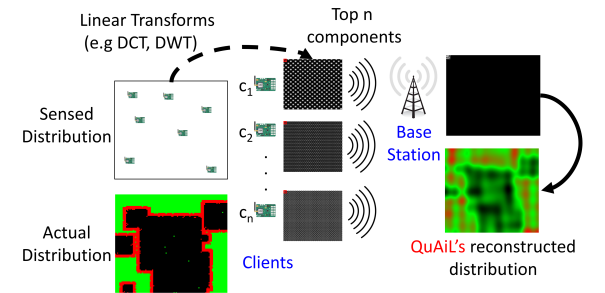 Linear Transforms
(e.g DCT, DWT)
Top n
components
Sensed
Distribution
c1
c2
cn
Base
Station
Actual
Distribution
Clients
QuAiL's reconstructed
distribution